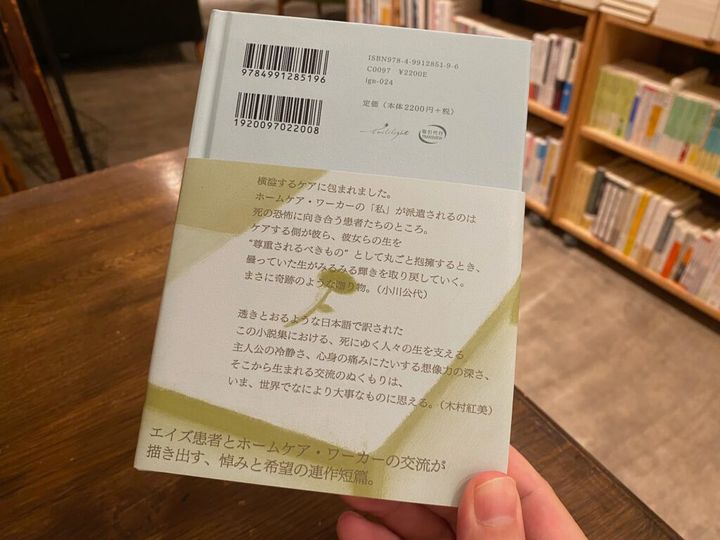 9784991285196
1920097022008
ISBN978-4-9912851-9-6
C0097 ¥2200E
ign-024
定価（本体2200円+税）
twililight
横溢するケアに包まれました。
ホームケア・ワーカーの「私」が派遣されるのは
死の恐怖に向き合う患者たちのところ。
ケアする側が彼ら、彼女らの生を
“尊重されるべきもの”として丸ごと抱擁するとき、
曇っていた生がみるみる輝きを取り戻していく。
まさに奇跡のような贈り物。（小川公代）
透きとおるような日本語で訳された
この小説集における、死にゆく人々の生を支える
主人公の冷静さ、心身の痛みにたいする想像力の深さ、
そこから生まれる交流のぬくもりは、
いま、世界でなにより大事なものに思える。（木村紅美）
エイズ患者とホームケア・ワーカーの交流が
描き出す、悼みと希望の連作短篇。